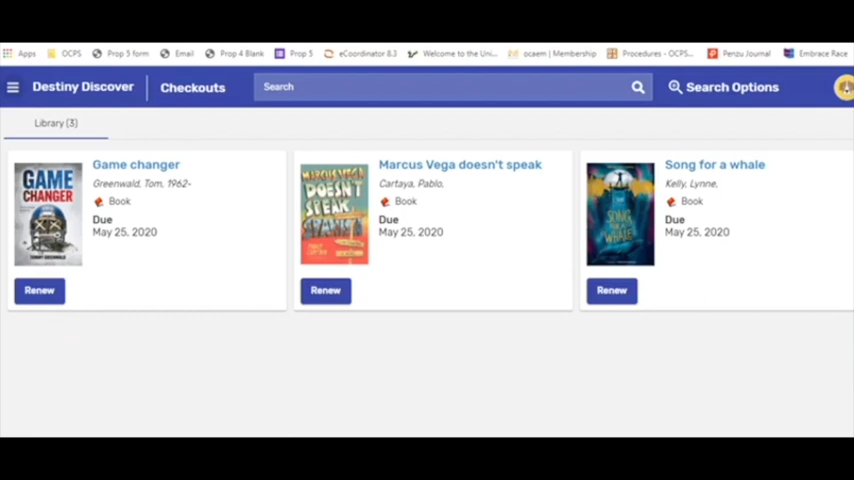 Apps OCPS Prop 5 form Email Prop 4 Blank Prop 5 eCoordinator 8.3 Welcome to the Uni... ocaem | Membership Procedures - OCPS... Penzu Journal Embrace Race
Destiny Discover Checkouts Search Search Options
Library (3)
GAME
CHANGER
TOMMY GREENWALD
Game changer
Greenwald, Tom, 1962-
Book
Due
May 25, 2020
Renew
MARCUS VEGA
DOESN'T
SPEAK
SPANISH
PABLO
CARTAYA
Marcus Vega doesn't speak
Cartaya, Pablo,
Book
Due
May 25, 2020
Renew
SONG
FOR A
WHALE
Song for a whale
Kelly, Lynne,
Book
Due
May 25, 2020
Renew